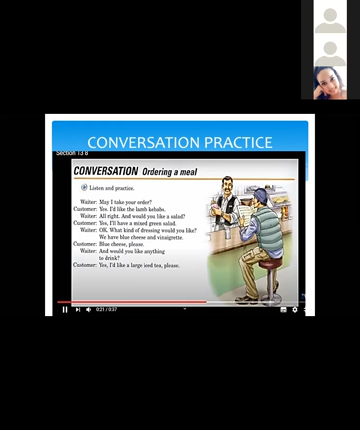 CONVERSATION PRACTICE
Section 13 8
CONVERSATION Ordering a meal
Listen and practice.
Waiter: May I take your order?
Customer: Yes. I'd like the lamb kebabs.
Waiter: All right. And would you like a salad?
Customer: Yes, I'll have a mixed green salad.
Waiter: OK. What kind of dressing would you like?
We have blue cheese and vinaigrette.
Customer: Blue cheese, please.
Waiter: And would you like anything
to drink?
Customer: Yes, I'd like a large iced tea, please.
0:21 / 0:37